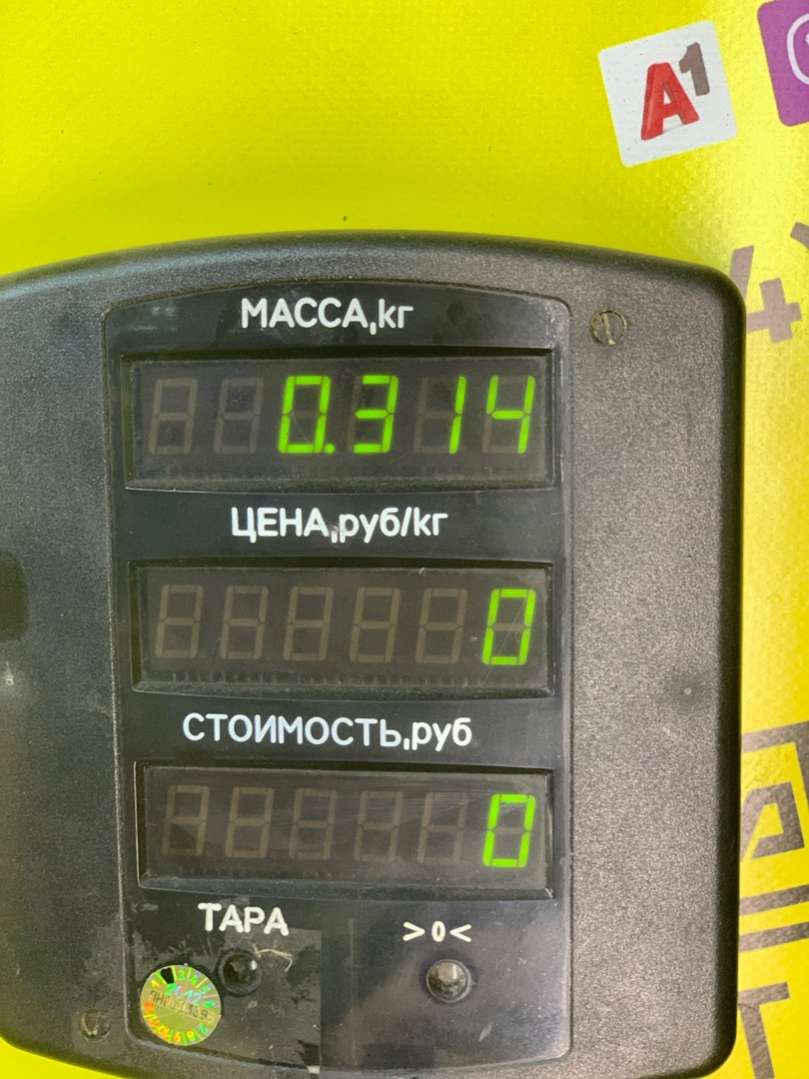 A1
МАССА,кг
0.314
ЦЕНА,руб/кг
0
СТОИМОСТЬ,руб
0
ТАРА >0<